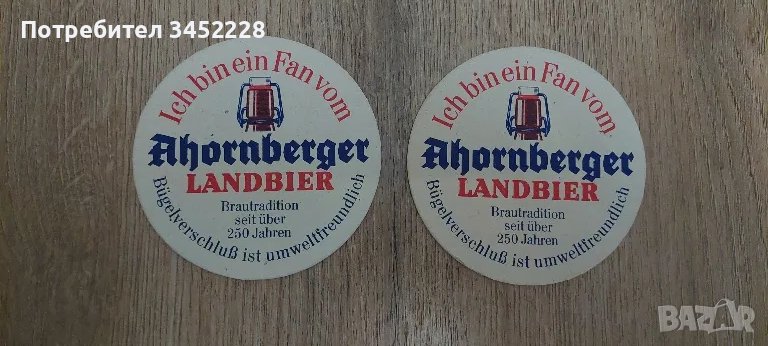 Потребител 3452228
Ich bin ein Fan vom
Ahornberger
LANDBIER
Brautradition
seit über
250 Jahren
Bügelverschluß ist umweltfreundlich
Ich bin ein Fan vom
Ahornberger
LANDBIER
Brautradition
seit über
250 Jahren
Bügelverschluß ist umweltfreundlich
BAZAR